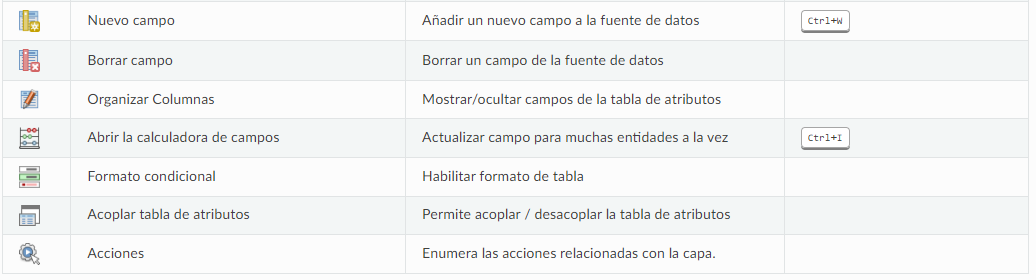 Nuevo campo Añadir un nuevo campo a la fuente de datos Ctrl+W
Borrar campo Borrar un campo de la fuente de datos
Organizar Columnas Mostrar/ocultar campos de la tabla de atributos
Abrir la calculadora de campos Actualizar campo para muchas entidades a la vez Ctrl+I
Formato condicional Habilitar formato de tabla
Acoplar tabla de atributos Permite acoplar / desacoplar la tabla de atributos
Acciones Enumera las acciones relacionadas con la capa.